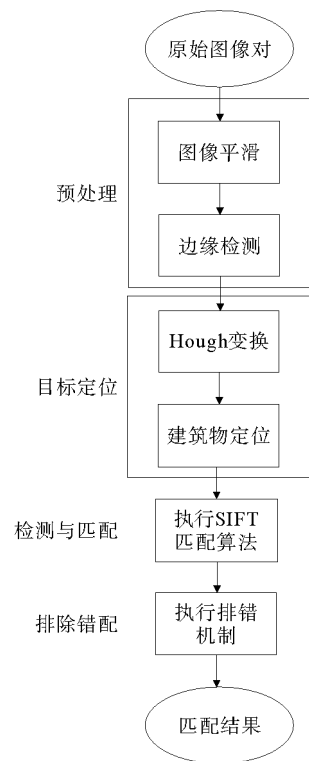 原始图像对
图像平滑
预处理
边缘检测
Hough变换
目标定位
建筑物定位
执行SIFT
检测与匹配
匹配算法
执行排错
排除错配
机制
匹配结果